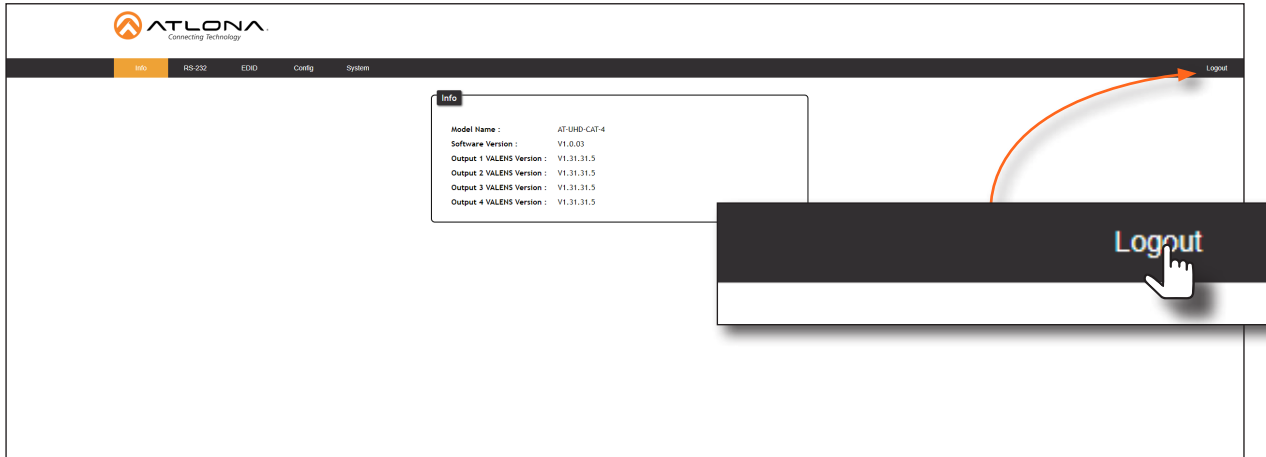 ATLONA.
Connecting Technology
Info RS-232 EDID Config System Logout
Info
Model Name : AT-UHD-CAT-4
Software Version : V1.0.03
Output 1 VALENS Version : V1.31.31.5
Output 2 VALENS Version : V1.31.31.5
Output 3 VALENS Version : V1.31.31.5
Output 4 VALENS Version : V1.31.31.5
Logout